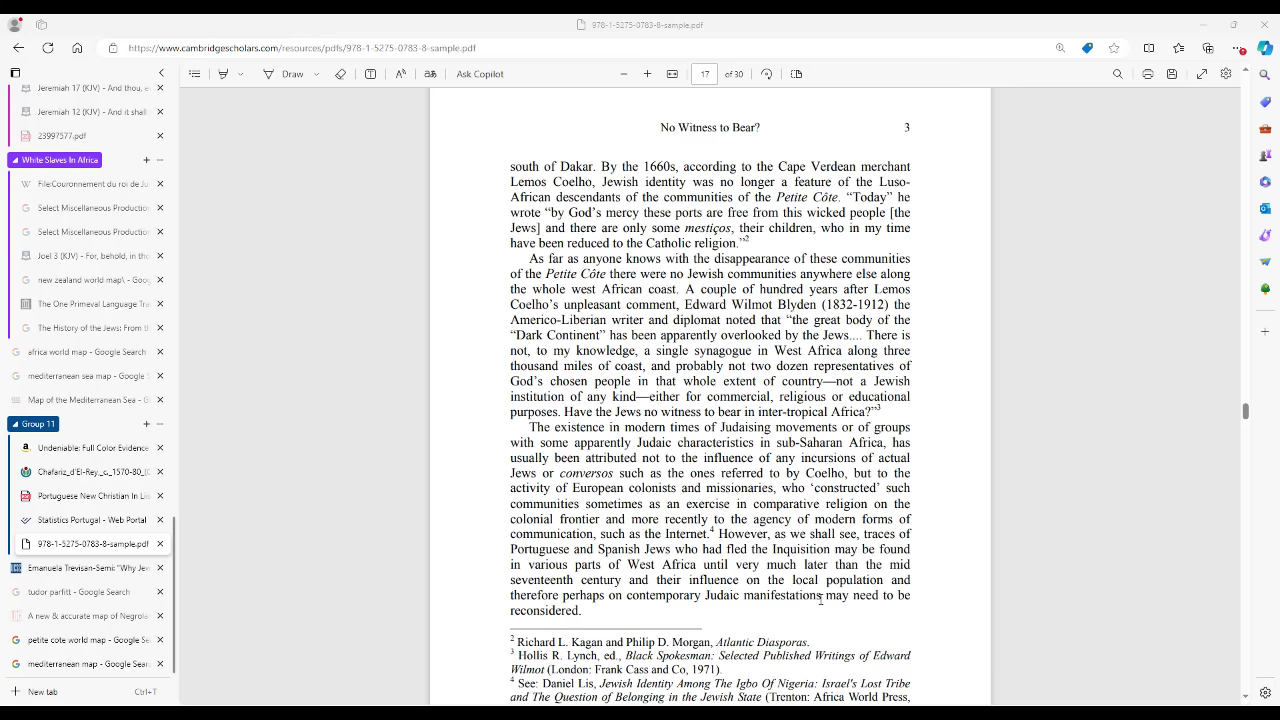 978-1-5275-0783-8-sample.pdf
https://www.cambridgescholars.com/resources/pdfs/978-1-5275-0783-8-sample.pdf
Draw
Ask Copilot
17 of 30
Jeremiah 17 (KJV) - And thou, e
Jeremiah 12 (KJV) - And it shall
23997577.pdf
White Slaves In Africa
File:Couronnement du roi de Ju
Select Miscellaneous Productio
Select Miscellaneous Productio
Joel 3 (KJV) - For, behold, in tho
new zealand world map\ - Goog
The One Primeval Language Tra
The History of the Jews: From th
africa world map - Google Search
mediterranean sea map - Google S
Map of the Mediterranean Sea - Go
Group 11
Undeniable: Full Color Evidence
Chafariz_d'El-Rey,_c._1570-80_(C
Portuguese New Christian In Lis
Statistics Portugal - Web Portal
978-1-5275-0783-8-sample.pdf
Emanuela Trevisan-Semi: "Why Jew
tudor parfitt - Google Search
A new & accurate map of Negrol
petite cote world map - Google Se
mediterranean map - Google Sear
New tab Ctrl+T
No Witness to Bear? 3
south of Dakar. By the 1660s, according to the Cape Verdean merchant
Lemos Coelho, Jewish identity was no longer a feature of the Luso-
African descendants of the communities of the Petite Côte. “Today” he
wrote “by God’s mercy these ports are free from this wicked people [the
Jews] and there are only some mestiços, their children, who in my time
have been reduced to the Catholic religion.”2
As far as anyone knows with the disappearance of these communities
of the Petite Côte there were no Jewish communities anywhere else along
the whole west African coast. A couple of hundred years after Lemos
Coelho’s unpleasant comment, Edward Wilmot Blyden (1832-1912) the
Americo-Liberian writer and diplomat noted that “the great body of the
“Dark Continent” has been apparently overlooked by the Jews.... There is
not, to my knowledge, a single synagogue in West Africa along three
thousand miles of coast, and probably not two dozen representatives of
God’s chosen people in that whole extent of country—not a Jewish
institution of any kind—either for commercial, religious or educational
purposes. Have the Jews no witness to bear in inter-tropical Africa?”3
The existence in modern times of Judaising movements or of groups
with some apparently Judaic characteristics in sub-Saharan Africa, has
usually been attributed not to the influence of any incursions of actual
Jews or conversos such as the ones referred to by Coelho, but to the
activity of European colonists and missionaries, who ‘constructed’ such
communities sometimes as an exercise in comparative religion on the
colonial frontier and more recently to the agency of modern forms of
communication, such as the Internet.4 However, as we shall see, traces of
Portuguese and Spanish Jews who had fled the Inquisition may be found
in various parts of West Africa until very much later than the mid
seventeenth century and their influence on the local population and
therefore perhaps on contemporary Judaic manifestations may need to be
reconsidered.
2 Richard L. Kagan and Philip D. Morgan, Atlantic Diasporas.
3 Hollis R. Lynch, ed., Black Spokesman: Selected Published Writings of Edward
Wilmot (London: Frank Cass and Co, 1971).
4 See: Daniel Lis, Jewish Identity Among The Igbo Of Nigeria: Israel's Lost Tribe
and The Question of Belonging in the Jewish State (Trenton: Africa World Press,